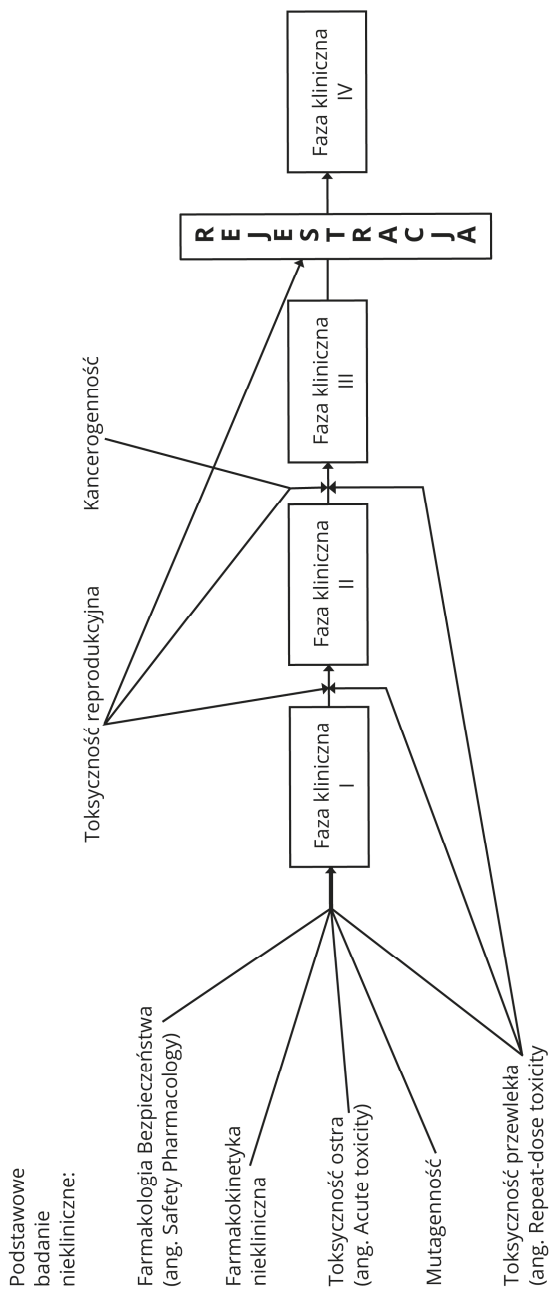 Podstawowe
badanie
niekliniczne:
Farmakologia Bezpieczeństwa
(ang. Safety Pharmacology)
Farmakokinetyka
niekliniczna
Toksyczność ostra
(ang. Acute toxicity)
Mutagenność
Toksyczność przewlekła
(ang. Repeat-dose toxicity
Toksyczność reprodukcyjna
Kancerogenność
Faza kliniczna
I
Faza kliniczna
II
Faza kliniczna
III
REJESTRACJA
Faza kliniczna
IV